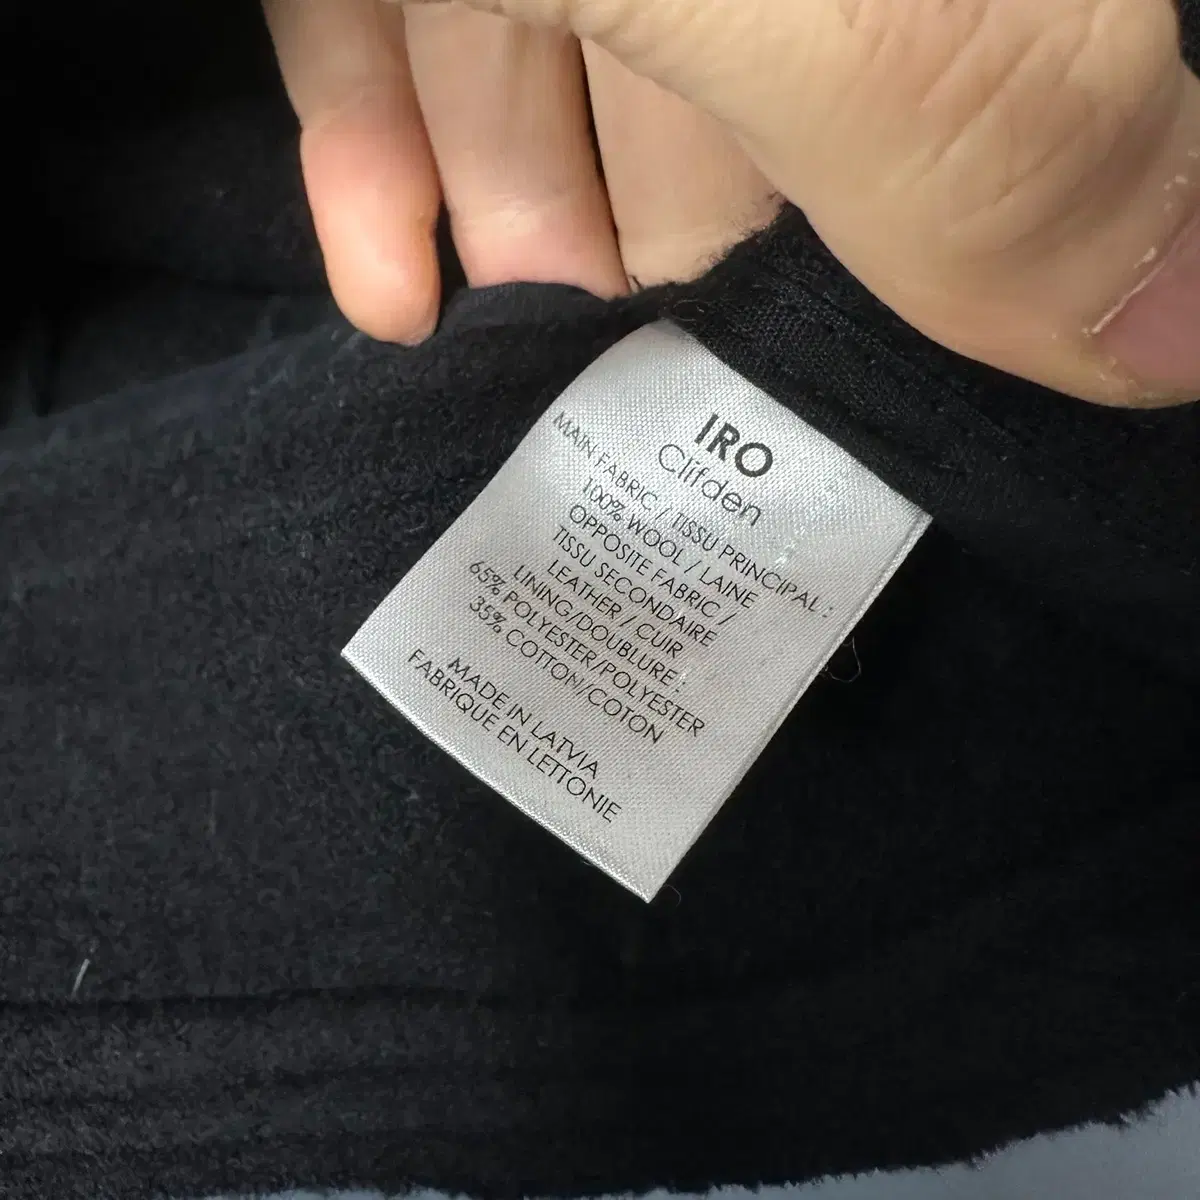 IRO
Clifden
MAIN FABRIC / TISSU PRINCIPAL :
100% WOOL / LAINE
OPPOSITE FABRIC /
TISSU SECONDAIRE
LEATHER / CUIR
LINING/DOUBLURE :
65% POLYESTER/POLYESTER
35% COTTON/COTON
MADE IN LATVIA
FABRIQUE EN LETTONIE